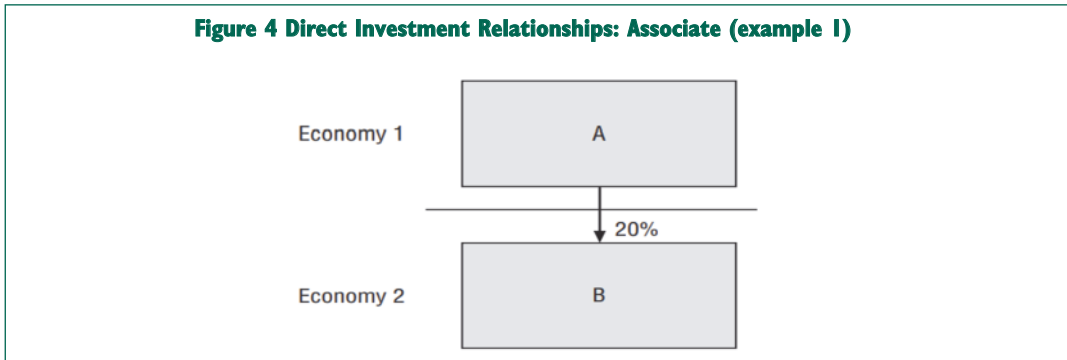 Figure 4 Direct Investment Relationships: Associate (example 1)
Economy 1
A
20%
Economy 2
B